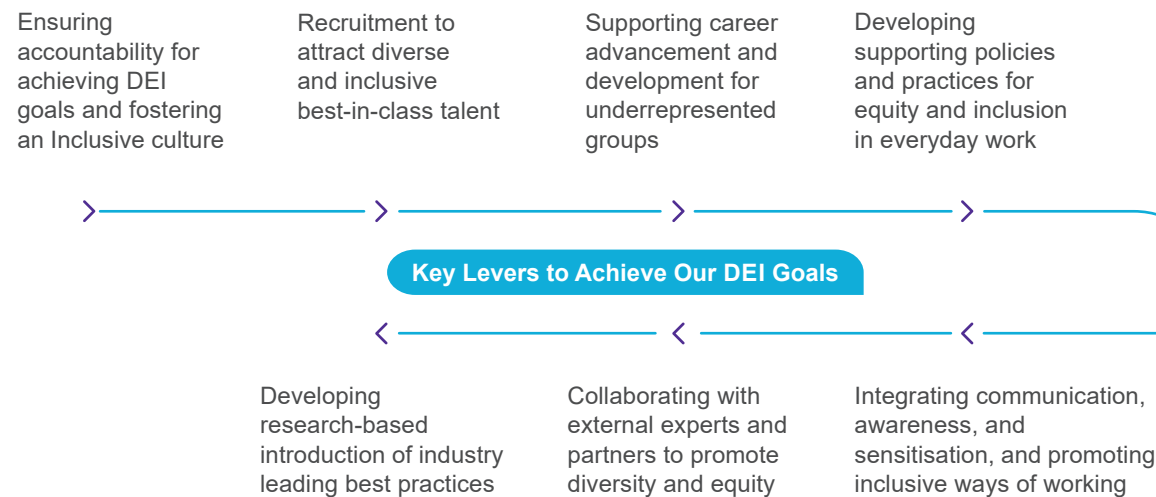 Ensuring
accountability for
achieving DEI
goals and fostering
an Inclusive culture
Recruitment to
attract diverse
and inclusive
best-in-class talent
Supporting career
advancement and
development for
underrepresented
groups
Developing
supporting policies
and practices for
equity and inclusion
in everyday work
Key Levers to Achieve Our DEI Goals
Developing
research-based
introduction of industry
leading best practices
Collaborating with
external experts and
partners to promote
diversity and equity
Integrating communication,
awareness, and
sensitisation, and promoting
inclusive ways of working